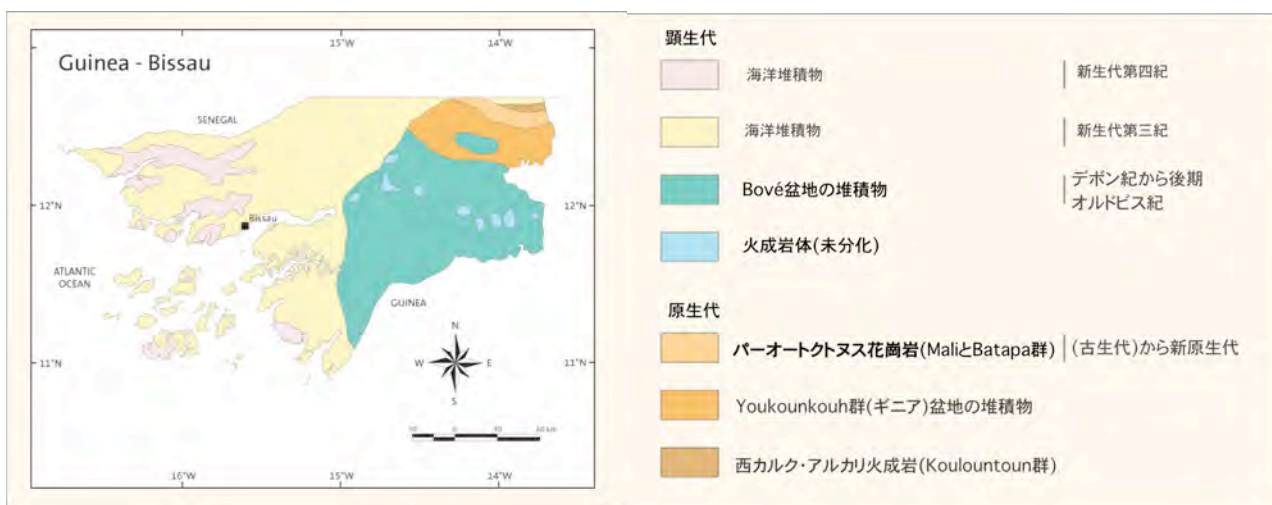 Guinea - Bissau
15°W
14°W
SENEGAL
12°N
12°N
Bissau
ATLANTIC
OCEAN
GUINEA
N
W
E
S
11°N
11°N
60 km
16°W
15°W
14°W
顕生代
海洋堆積物
新生代第四紀
海洋堆積物
新生代第三紀
Bové盆地の堆積物
デボン紀から後期
オルドビス紀
火成岩体(未分化)
原生代
パーオートクトヌス花崗岩(MaliとBatapa群)
(古生代)から新原生代
Youkounkouh群(ギニア)盆地の堆積物
西カルク・アルカリ火成岩(Koulountoun群)